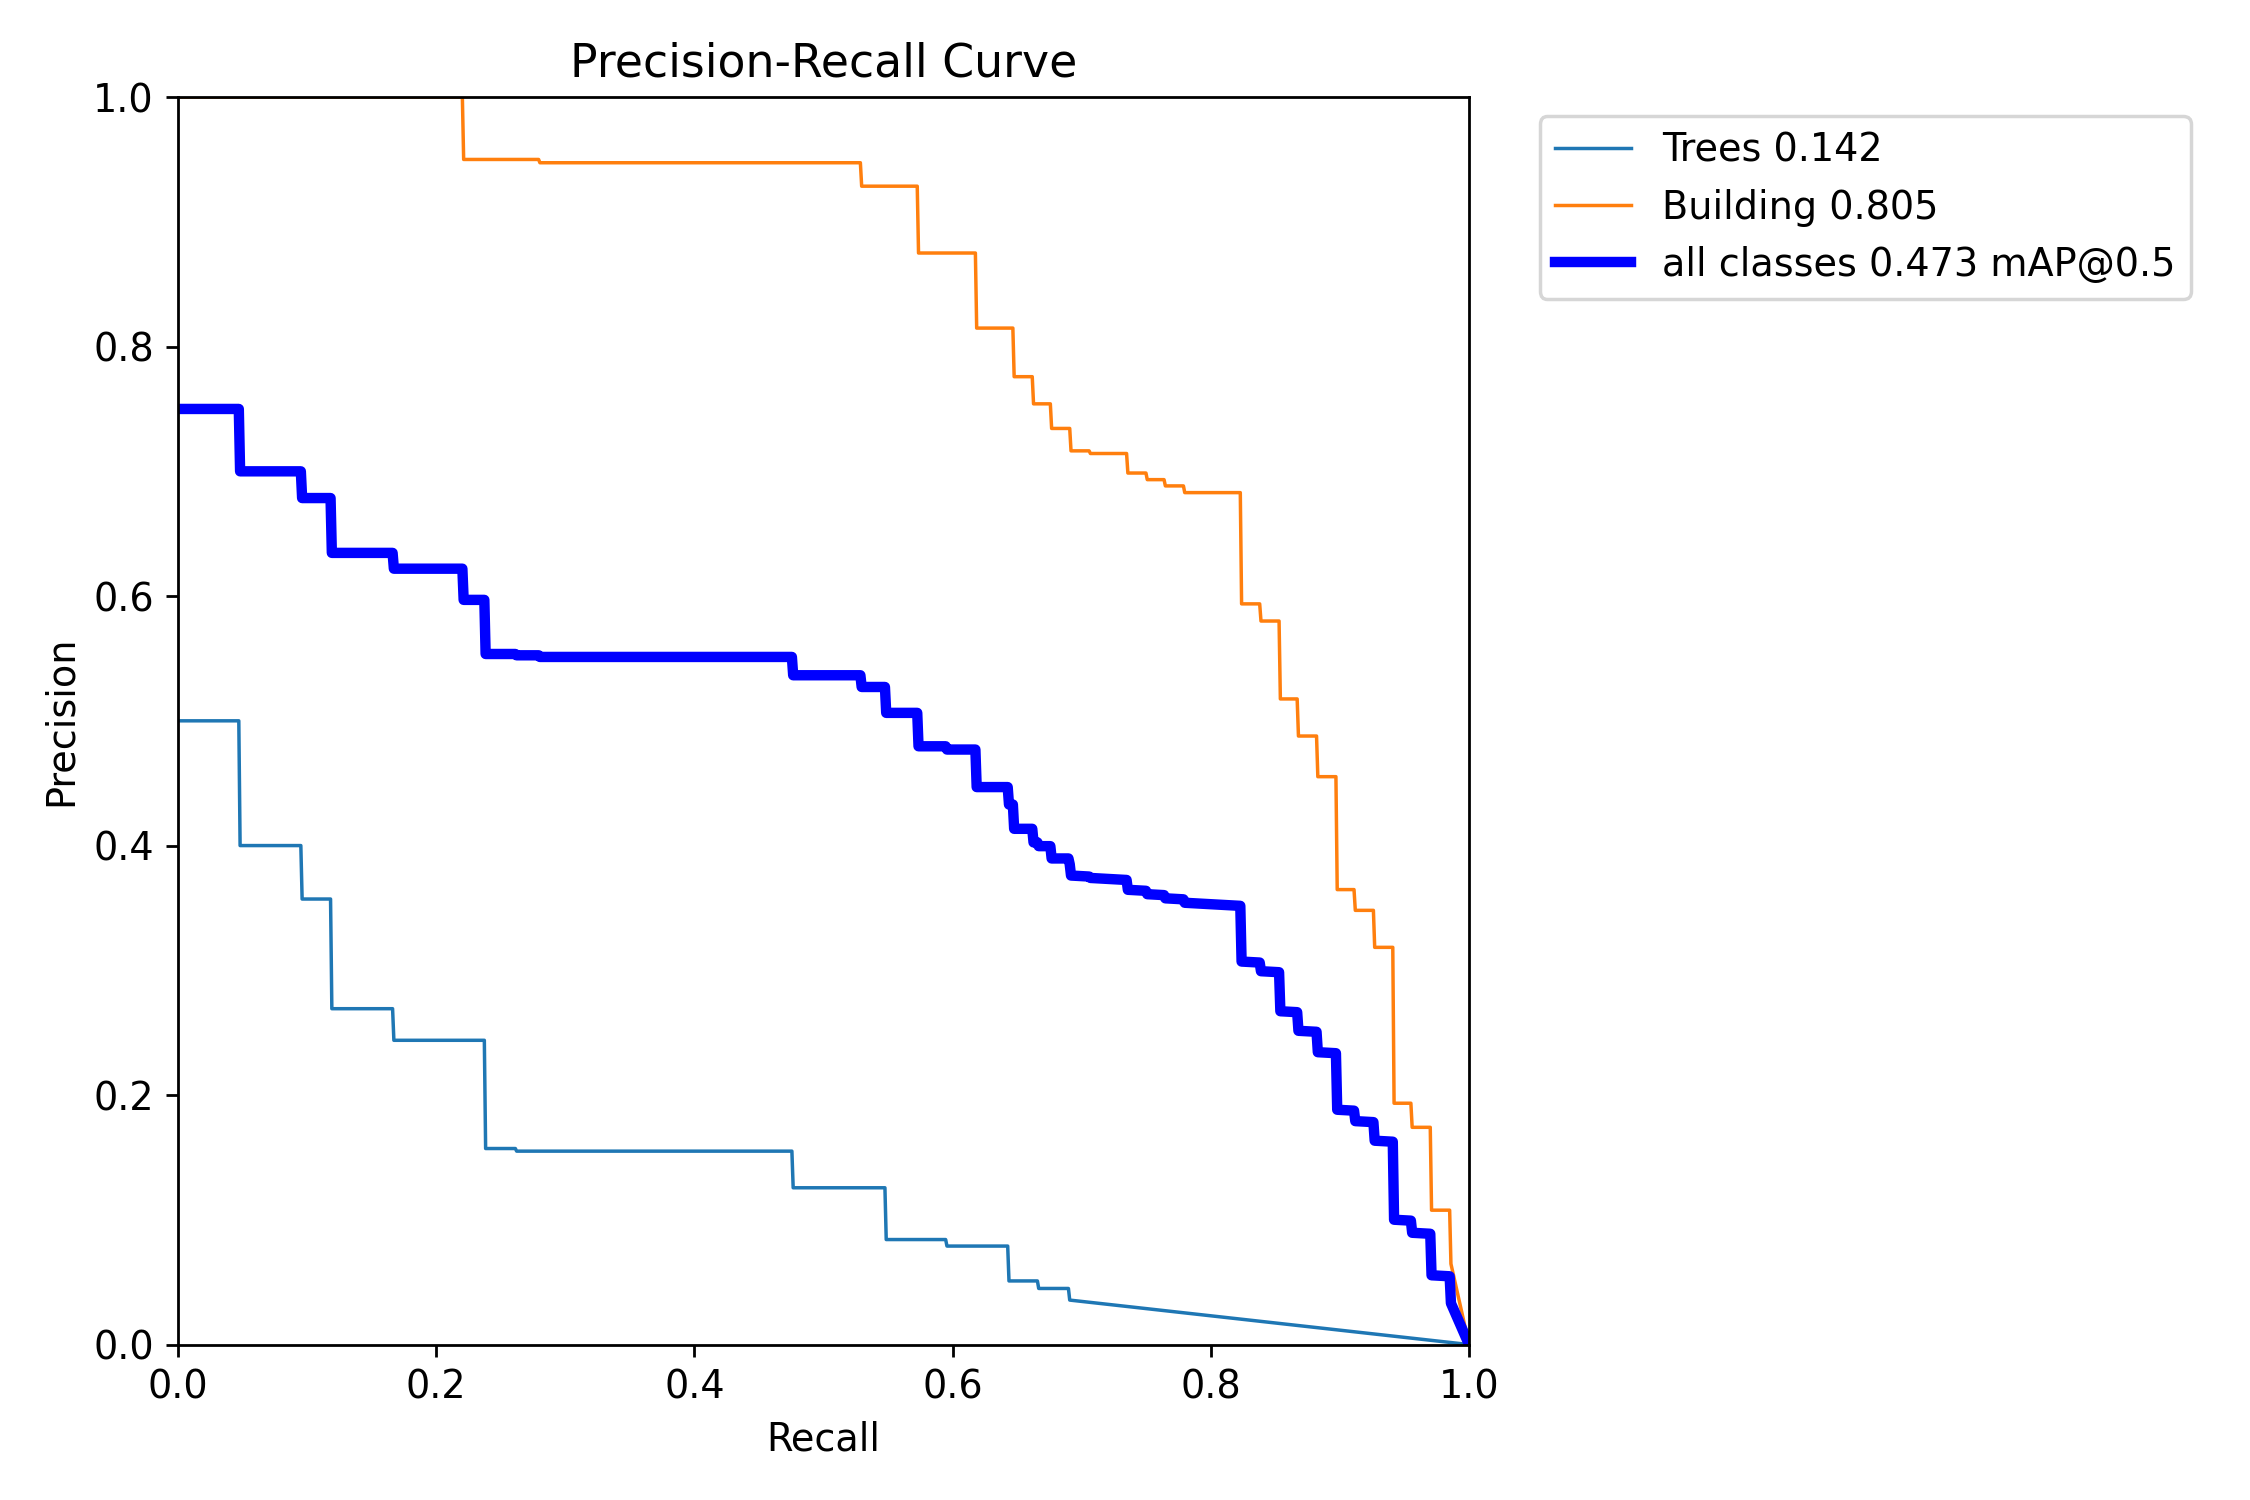 Precision-Recall Curve
1.0
0.8
0.6
0.4
0.2
0.0
Precision
0.0 0.2 0.4 0.6 0.8 1.0
Recall
Trees 0.142
Building 0.805
all classes 0.473 mAP@0.5